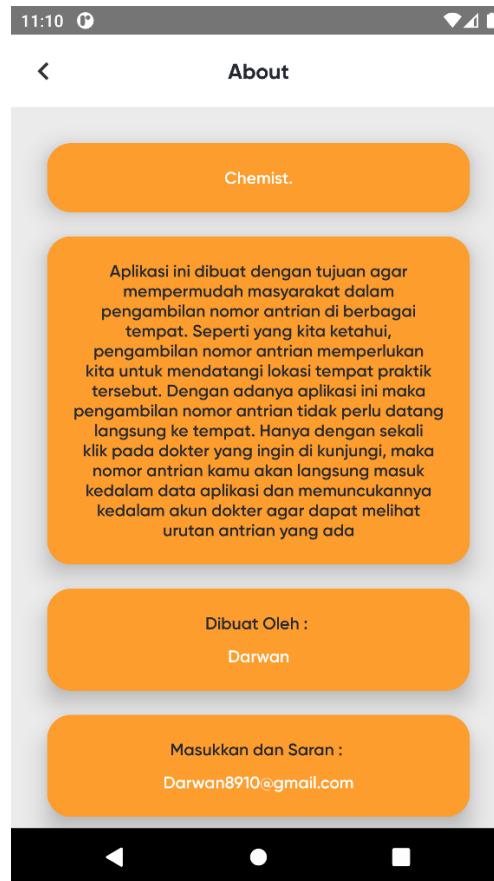 11:10
About
Chemist.
Aplikasi ini dibuat dengan tujuan agar
mempermudah masyarakat dalam
pengambilan nomor antrian di berbagai
tempat. Seperti yang kita ketahui,
pengambilan nomor antrian memperlukan
kita untuk mendatangi lokasi tempat praktik
tersebut. Dengan adanya aplikasi ini maka
pengambilan nomor antrian tidak perlu datang
langsung ke tempat. Hanya dengan sekali
klik pada dokter yang ingin di kunjungi, maka
nomor antrian kamu akan langsung masuk
kedalam data aplikasi dan memuncukannya
kedalam akun dokter agar dapat melihat
urutan antrian yang ada
Dibuat Oleh :
Darwan
Masukkan dan Saran :
Darwan8910@gmail.com